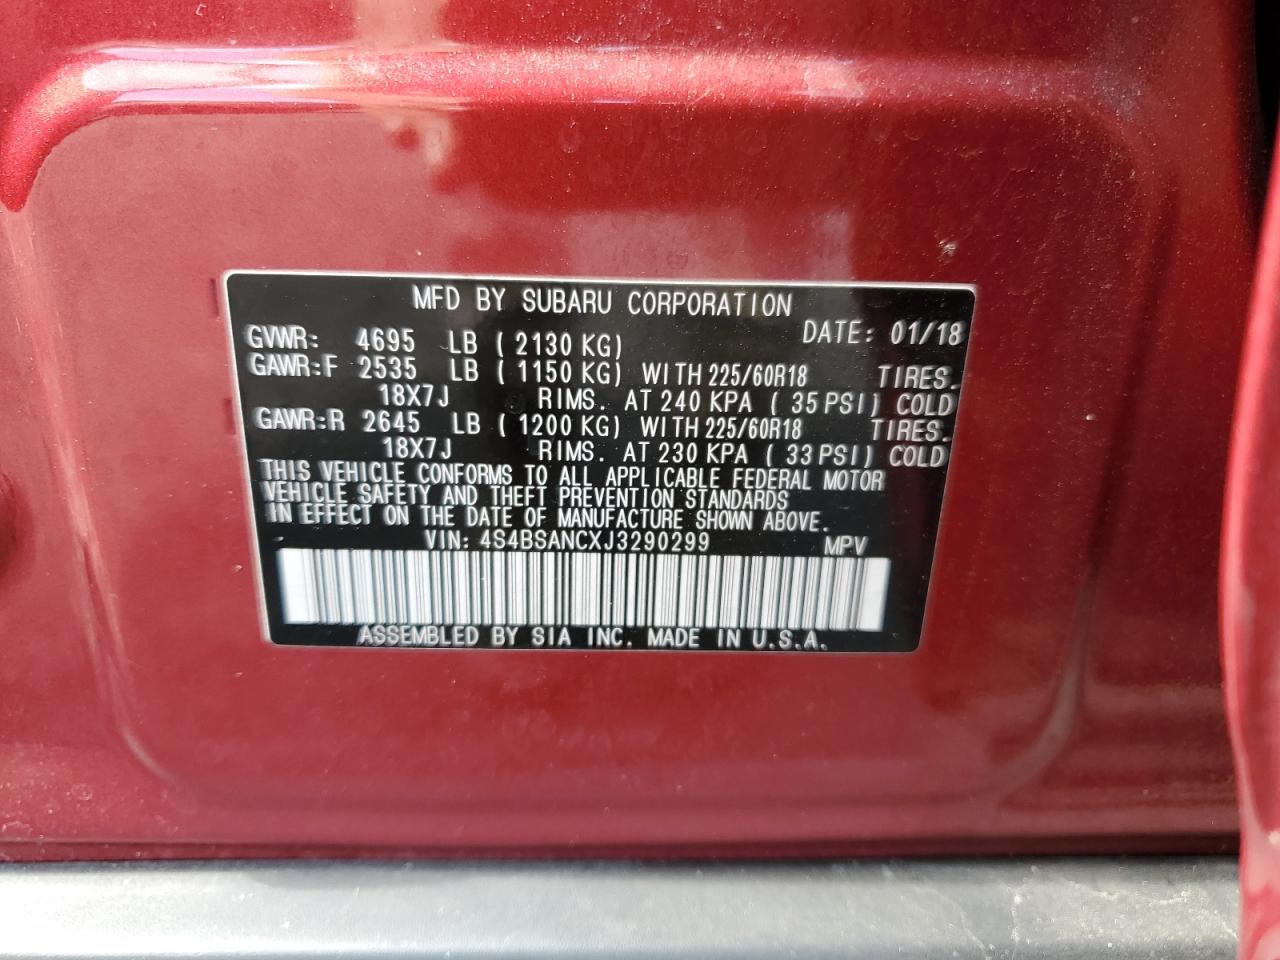 MFD BY SUBARU CORPORATION
DATE: 01/18
GVWR: 4695 LB ( 2130 KG)
GAWR:F 2535 LB ( 1150 KG) WITH 225/60R18 TIRES.
18X7J RIMS. AT 240 KPA ( 35 PSI) COLD
GAWR:R 2645 LB ( 1200 KG) WITH 225/60R18 TIRES.
18X7J RIMS. AT 230 KPA ( 33 PSI) COLD
THIS VEHICLE CONFORMS TO ALL APPLICABLE FEDERAL MOTOR
VEHICLE SAFETY AND THEFT PREVENTION STANDARDS
IN EFFECT ON THE DATE OF MANUFACTURE SHOWN ABOVE.
VIN: 4S4BSANCXJ3290299 MPV
ASSEMBLED BY SIA INC. MADE IN U.S.A.